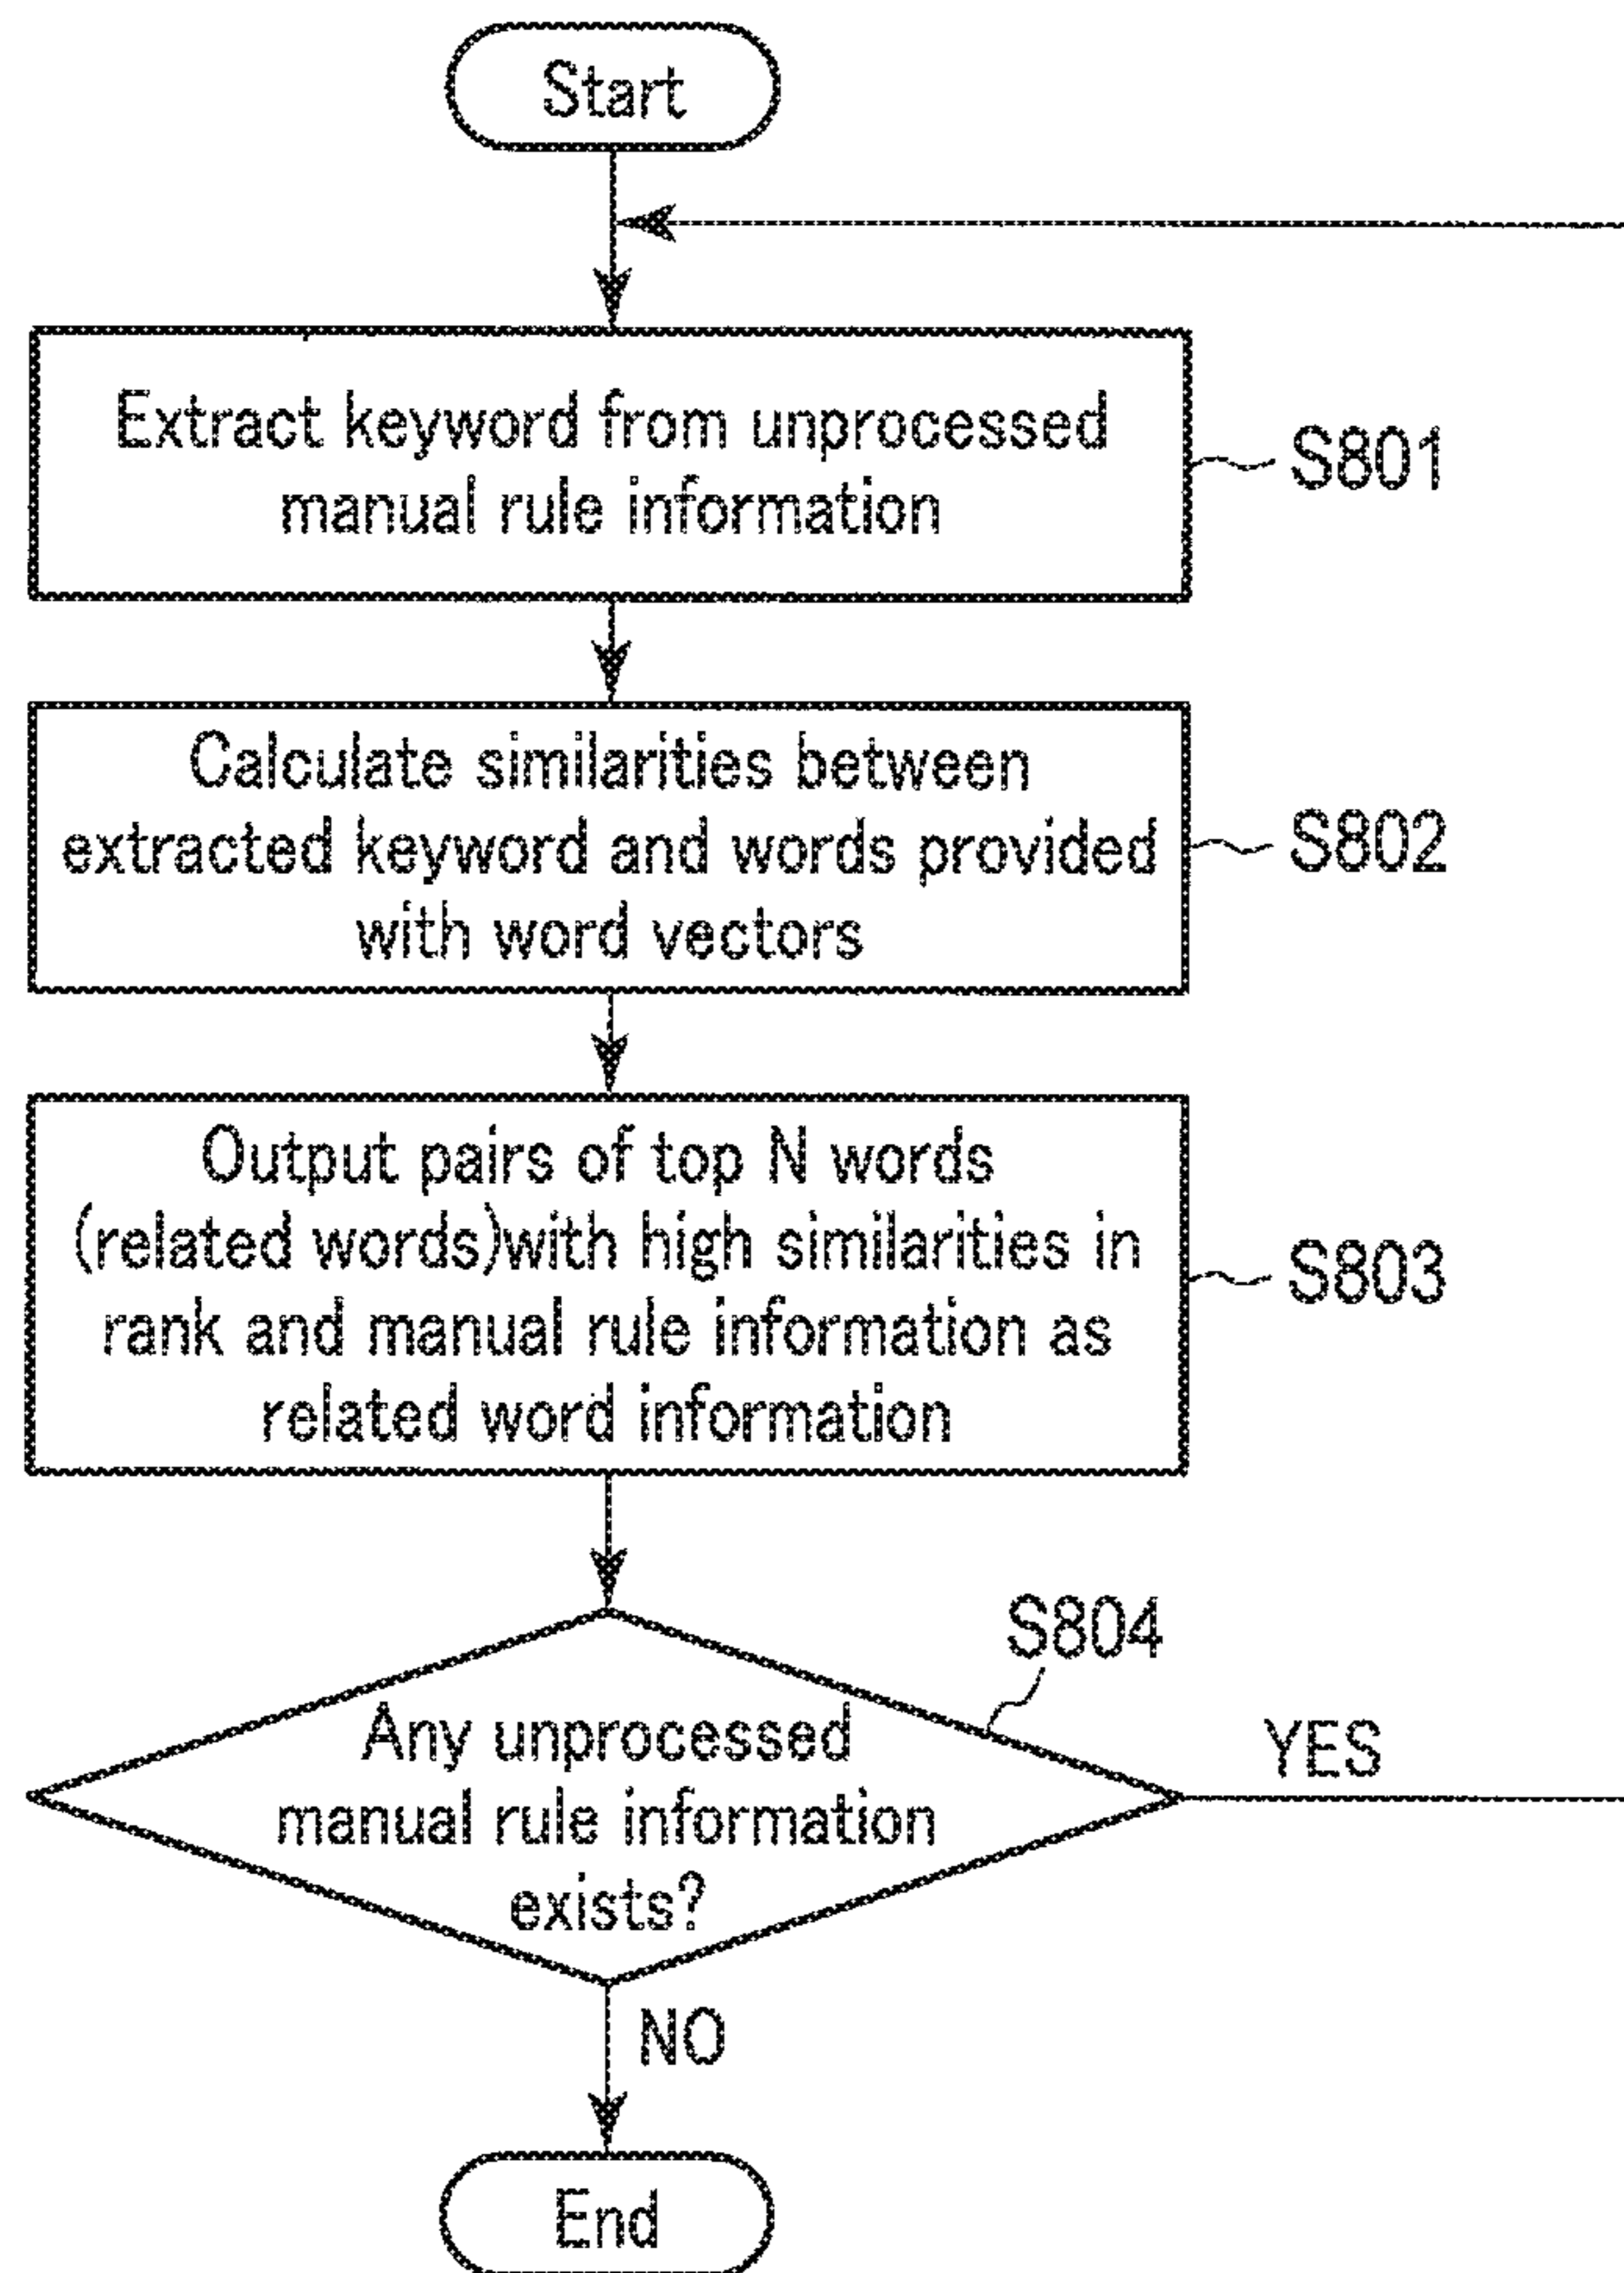 Start
Extract keyword from unprocessed
manual rule information
S801
Calculate similarities between
extracted keyword and words provided
with word vectors
S802
Output pairs of top N words
(related words)with high similarities in
rank and manual rule information as
related word information
S803
S804
Any unprocessed
manual rule information
exists?
YES
NO
End